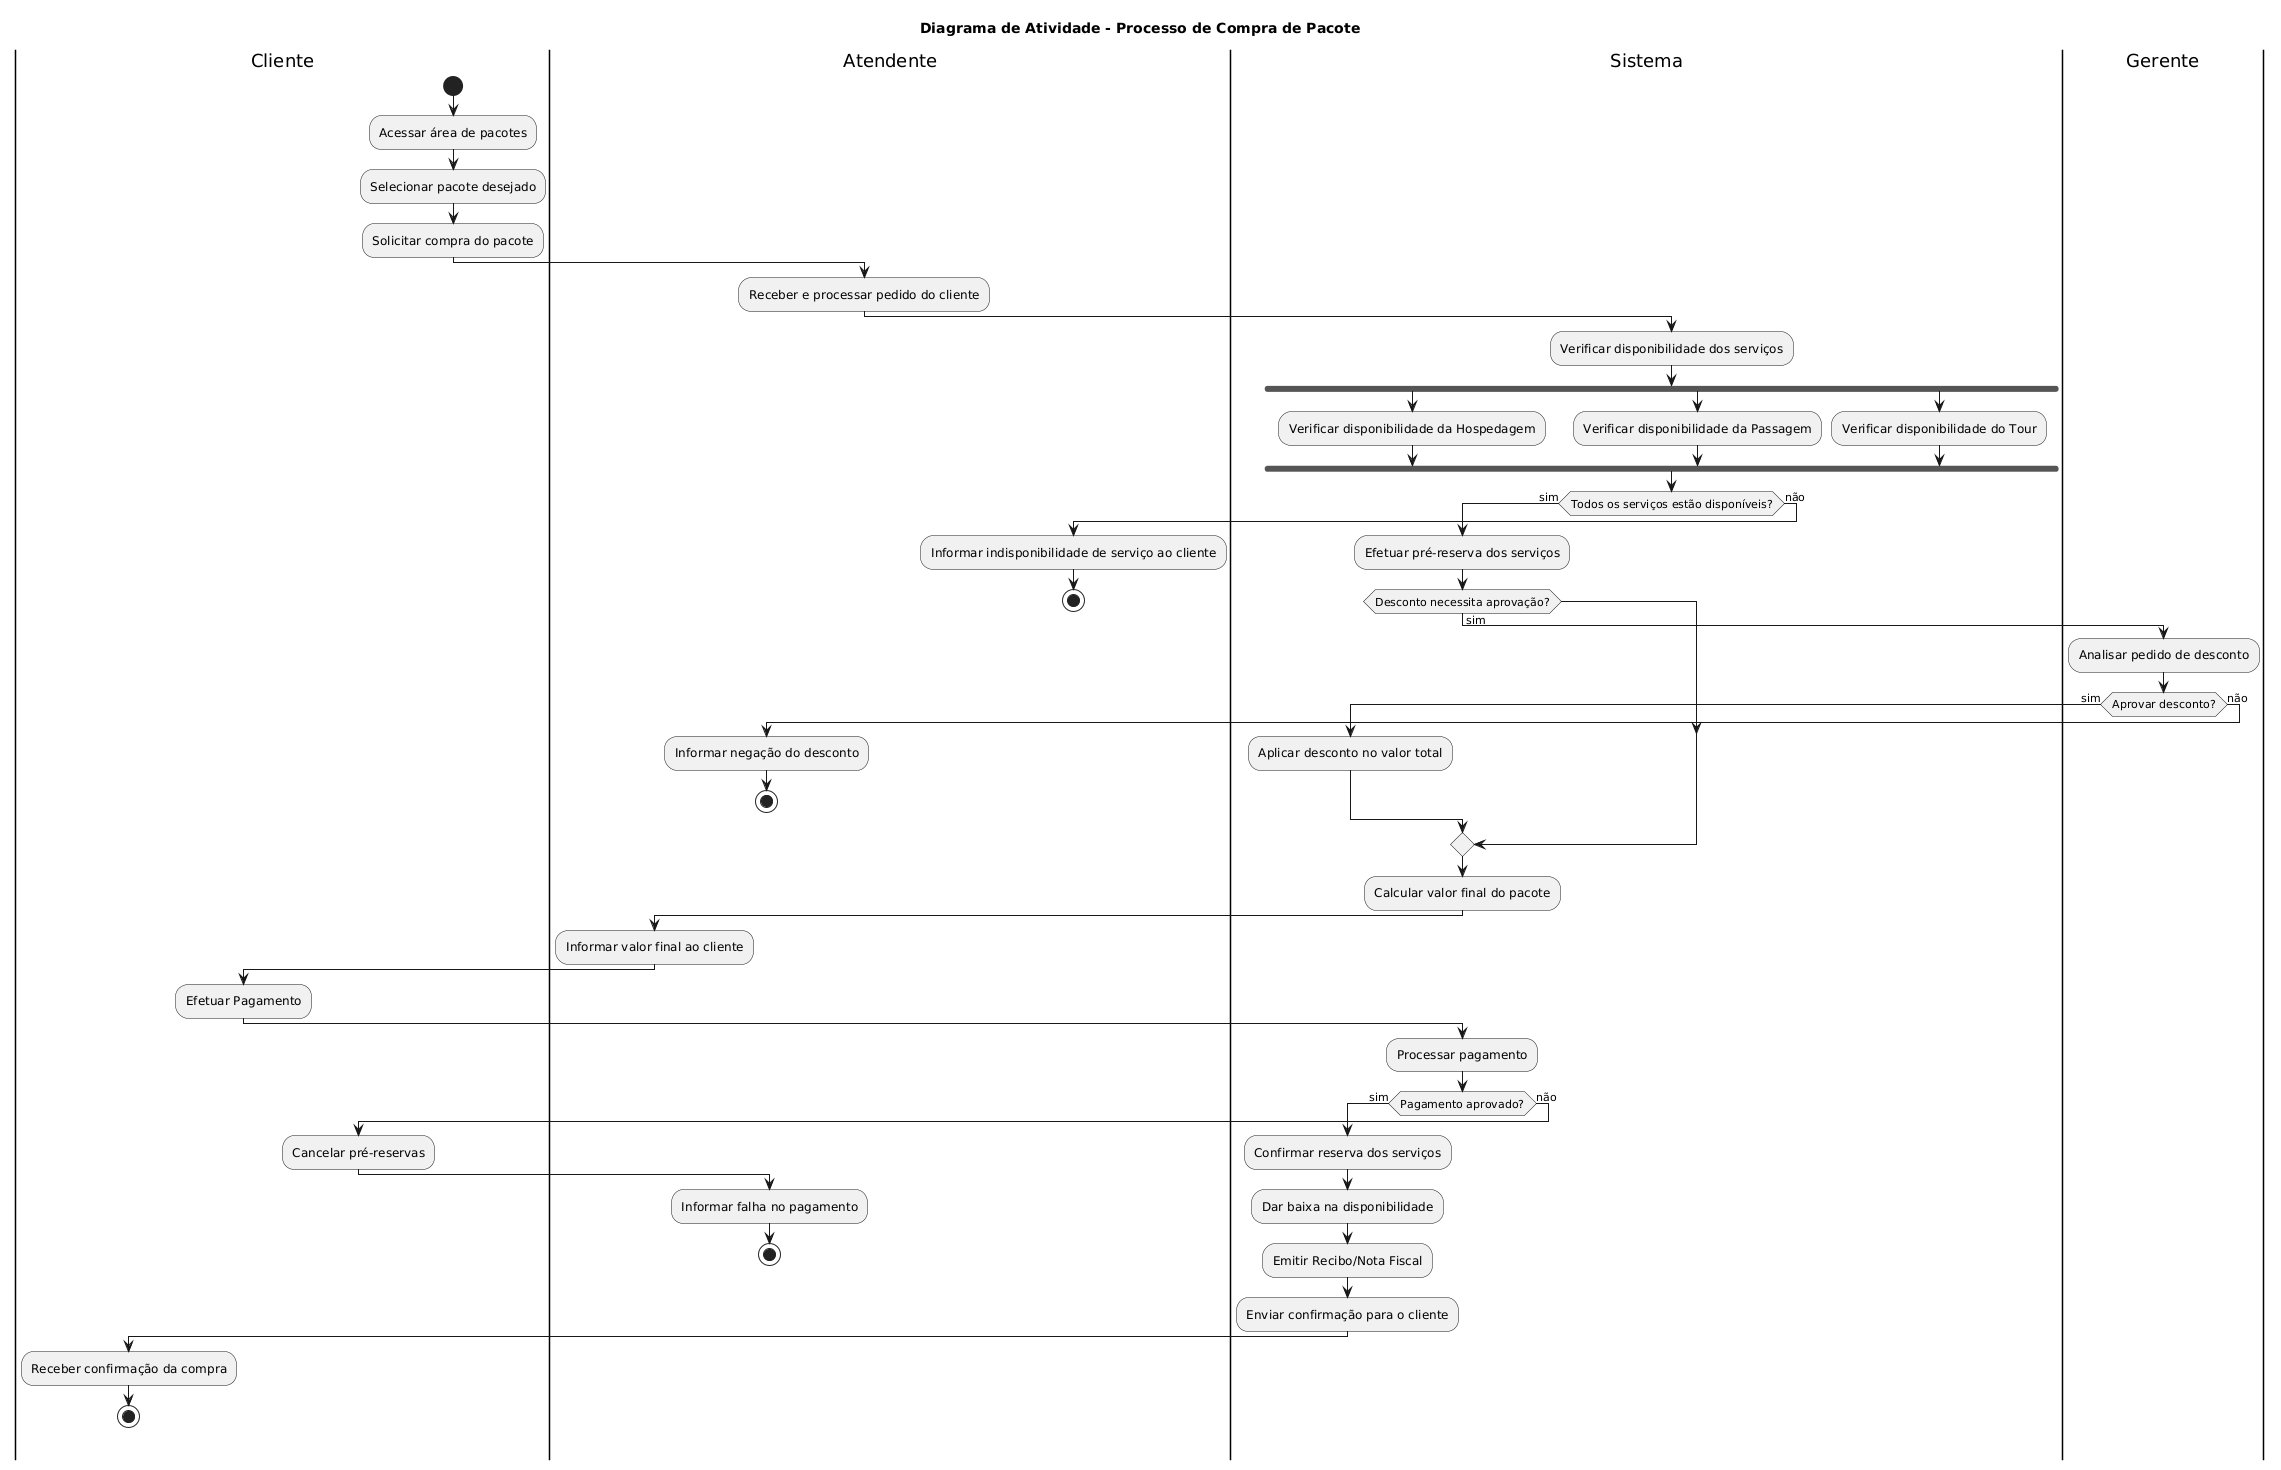 Diagrama de Atividade - Processo de Compra de Pacote
Cliente
Atendente
Sistema
Gerente
Acessar área de pacotes
Selecionar pacote desejado
Solicitar compra do pacote
Receber e processar pedido do cliente
Verificar disponibilidade dos serviços
Verificar disponibilidade da Hospedagem
Verificar disponibilidade da Passagem
Verificar disponibilidade do Tour
sim
Todos os serviços estão disponíveis?
não
Informar indisponibilidade de serviço ao cliente
Efetuar pré-reserva dos serviços
Desconto necessita aprovação?
sim
Analisar pedido de desconto
sim
Aprovar desconto?
não
Informar negação do desconto
Aplicar desconto no valor total
Calcular valor final do pacote
Informar valor final ao cliente
Efetuar Pagamento
Processar pagamento
sim
Pagamento aprovado?
não
Cancelar pré-reservas
Confirmar reserva dos serviços
Informar falha no pagamento
Dar baixa na disponibilidade
Emitir Recibo/Nota Fiscal
Enviar confirmação para o cliente
Receber confirmação da compra